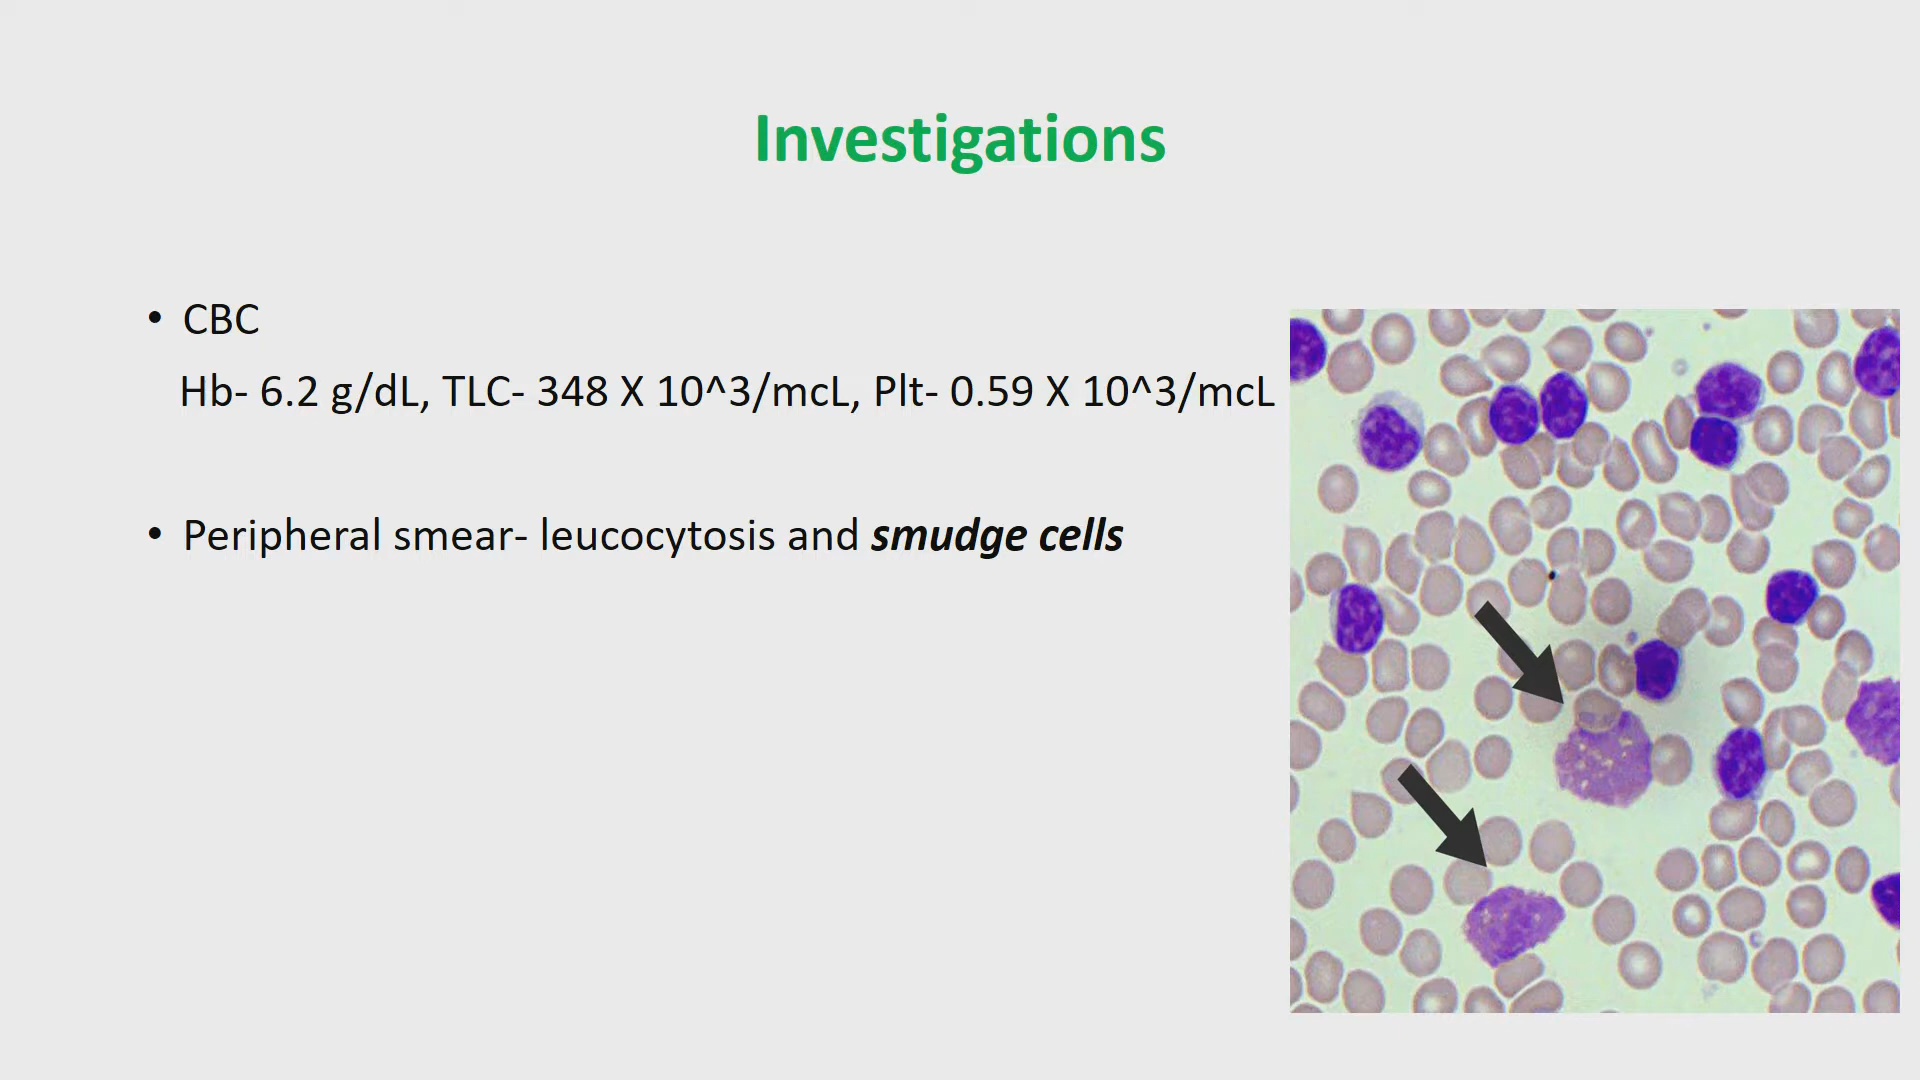 Investigations
• CBC
Hb- 6.2 g/dL, TLC- 348 X 10^3/mcL, Plt- 0.59 X 10^3/mcL
• Peripheral smear- leucocytosis and smudge cells